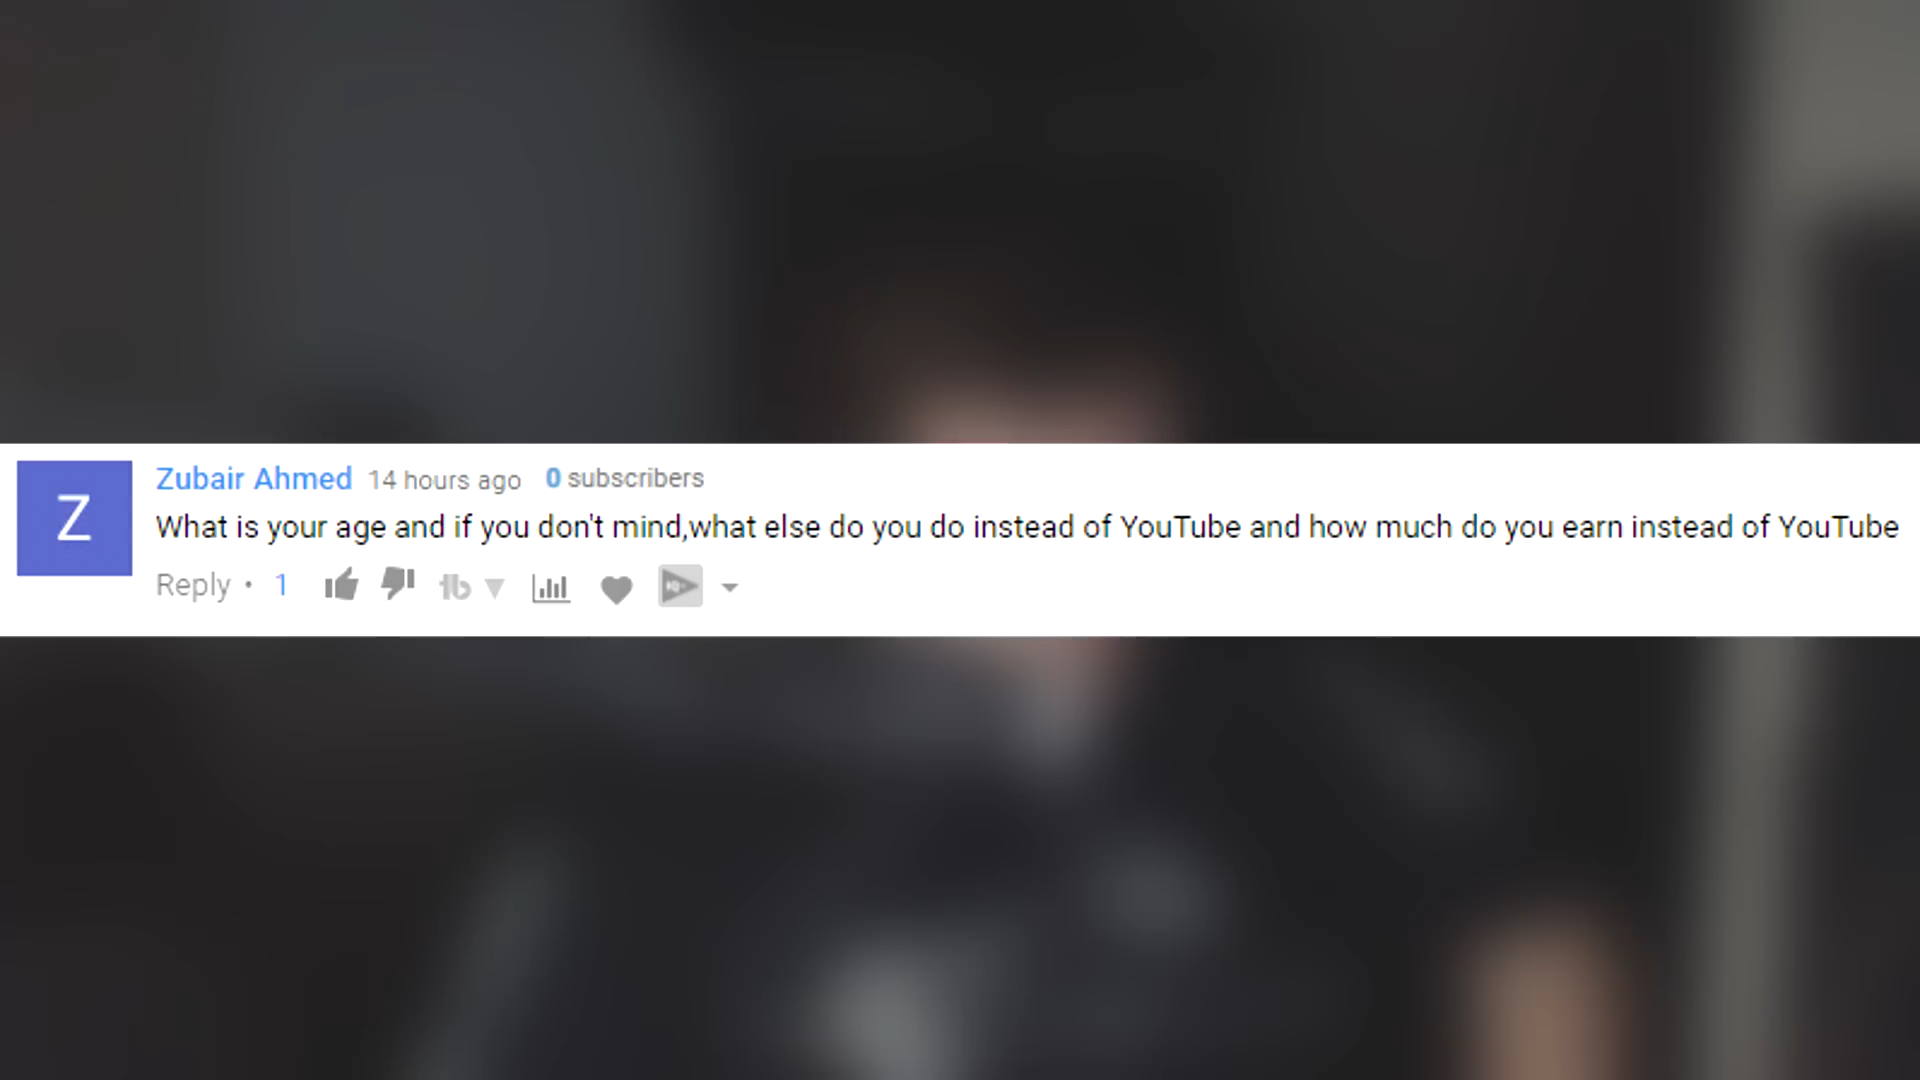 Z
Zubair Ahmed 14 hours ago 0 subscribers
What is your age and if you don't mind,what else do you do instead of YouTube and how much do you earn instead of YouTube
Reply • 1